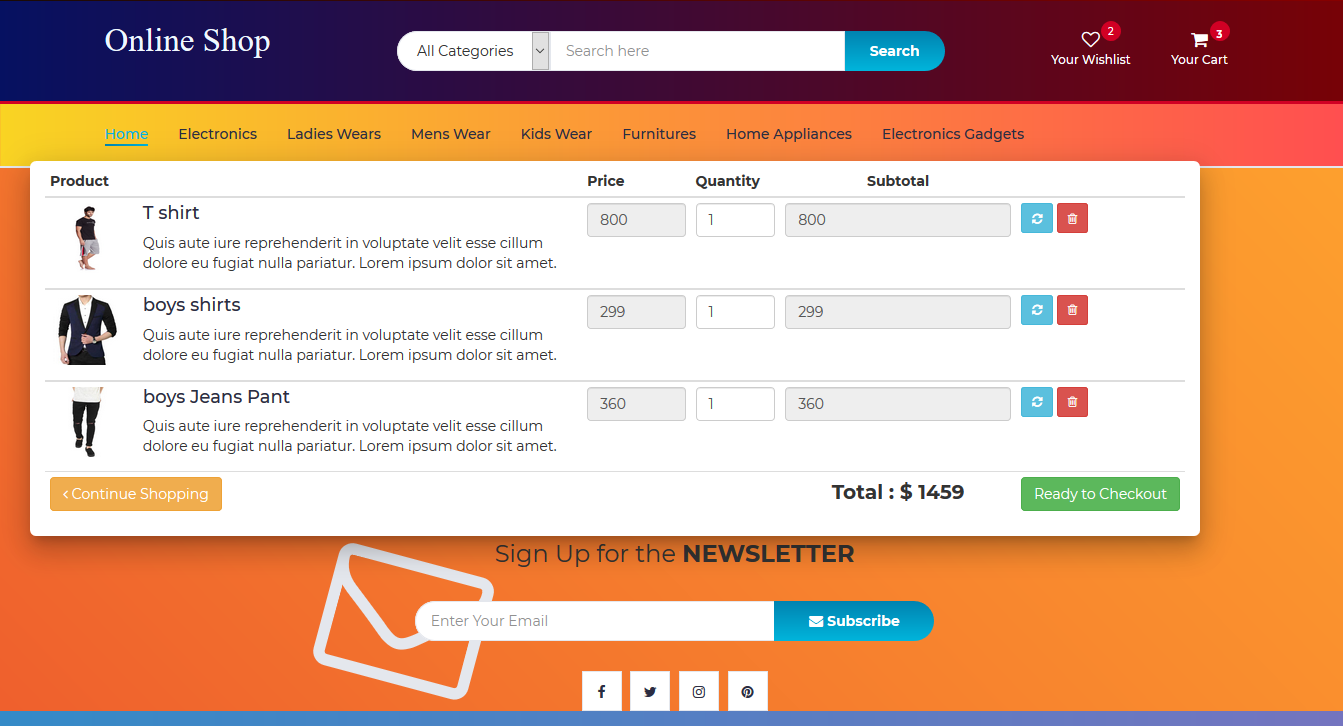 Online Shop
All Categories
Search here
Search
2
Your Wishlist
3
Your Cart
Home
Electronics
Ladies Wears
Mens Wear
Kids Wear
Furnitures
Home Appliances
Electronics Gadgets
Product
Price
Quantity
Subtotal
T shirt
Quis aute iure reprehenderit in voluptate velit esse cillum
dolore eu fugiat nulla pariatur. Lorem ipsum dolor sit amet.
800
1
800
boys shirts
Quis aute iure reprehenderit in voluptate velit esse cillum
dolore eu fugiat nulla pariatur. Lorem ipsum dolor sit amet.
299
1
299
boys Jeans Pant
Quis aute iure reprehenderit in voluptate velit esse cillum
dolore eu fugiat nulla pariatur. Lorem ipsum dolor sit amet.
360
1
360
Continue Shopping
Total : $ 1459
Ready to Checkout
Sign Up for the NEWSLETTER
Enter Your Email
Subscribe